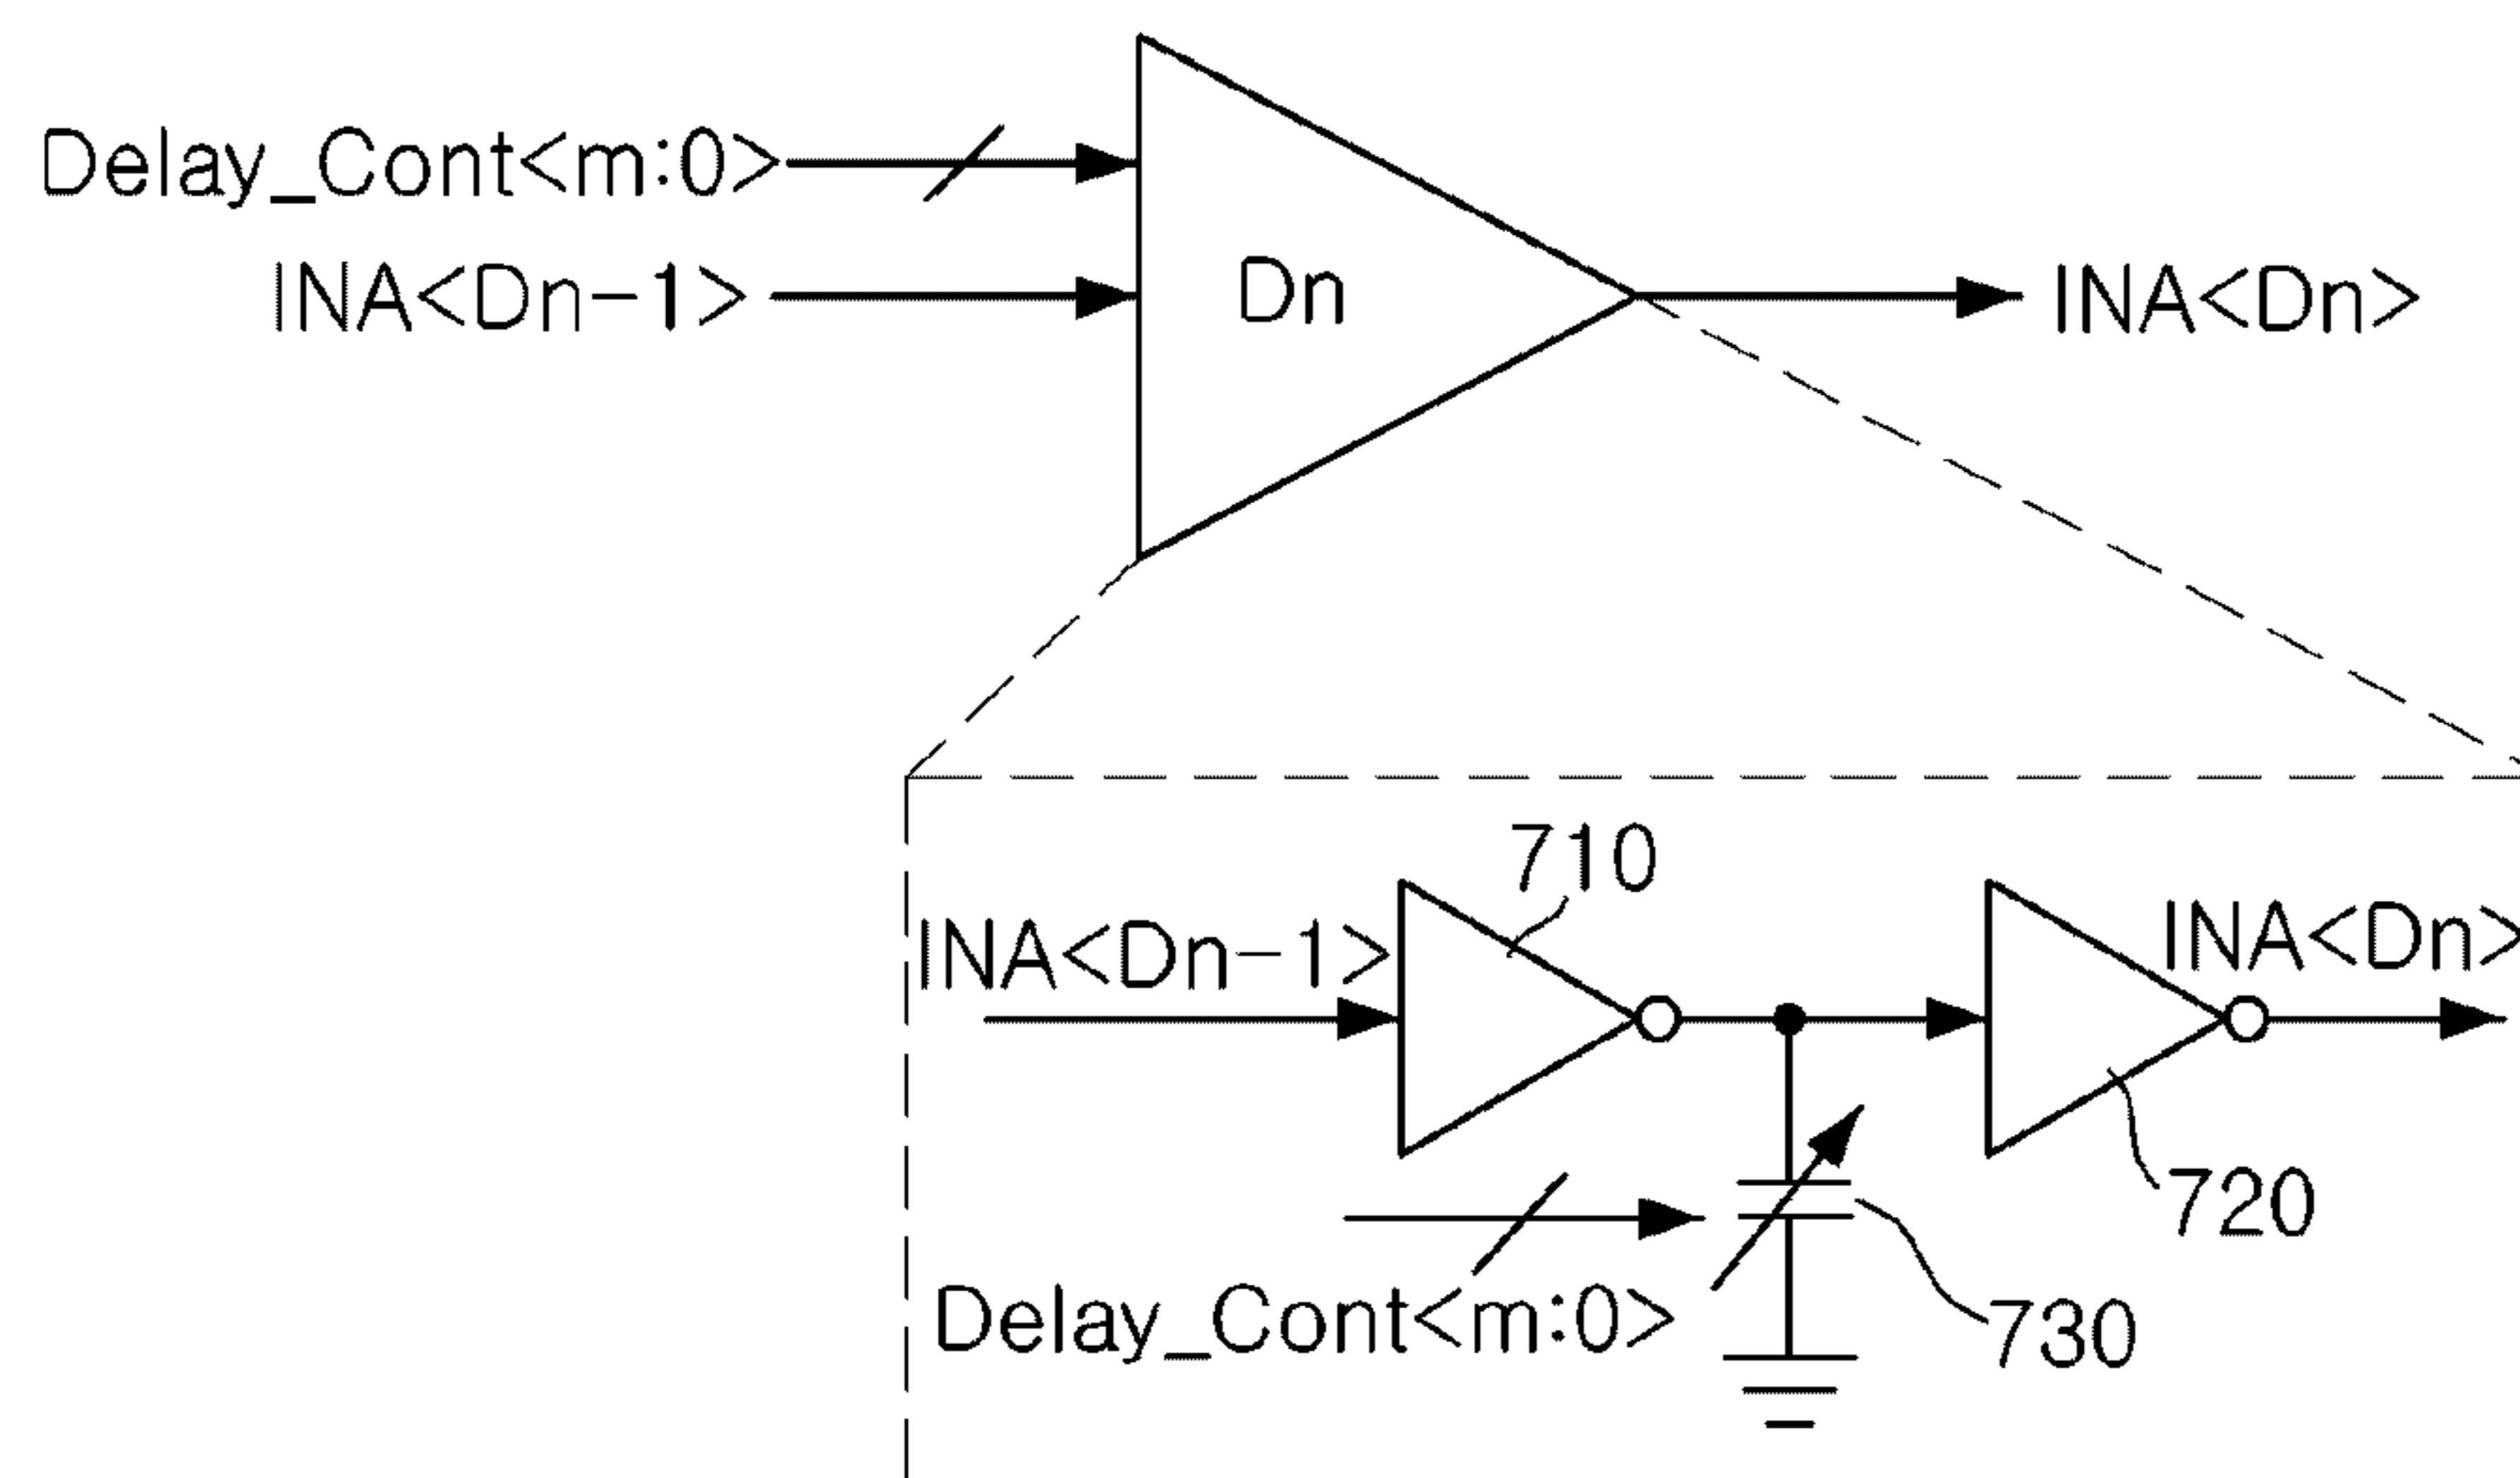 Delay_Cont<m:0>
INA<Dn-1>
Dn
INA<Dn>
710
INA<Dn-1>
INA<Dn>
720
Delay_Cont<m:0>
730